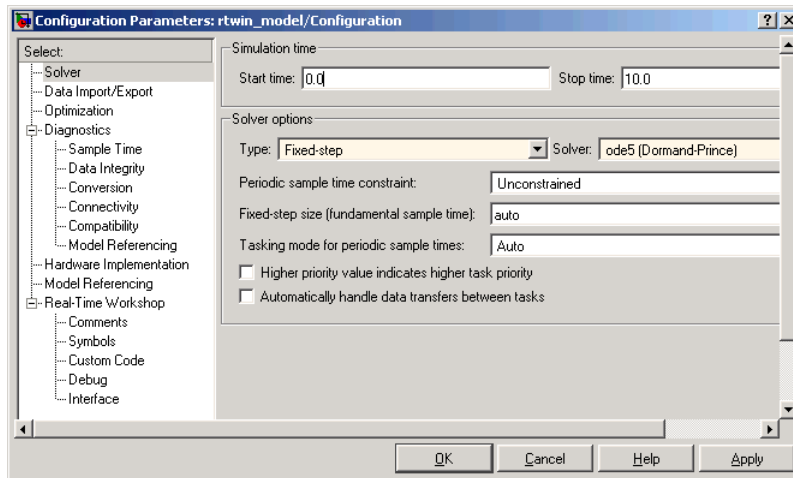 Configuration Parameters: rtwin_model/Configuration
Select:
Solver
Data Import/Export
Optimization
Diagnostics
Sample Time
Data Integrity
Conversion
Connectivity
Compatibility
Model Referencing
Hardware Implementation
Model Referencing
Real-Time Workshop
Comments
Symbols
Custom Code
Debug
Interface
Simulation time
Start time: 0.0 Stop time: 10.0
Solver options
Type: Fixed-step Solver: ode5 (Dormand-Prince)
Periodic sample time constraint: Unconstrained
Fixed-step size (fundamental sample time): auto
Tasking mode for periodic sample times: Auto
Higher priority value indicates higher task priority
Automatically handle data transfers between tasks
OK Cancel Help Apply